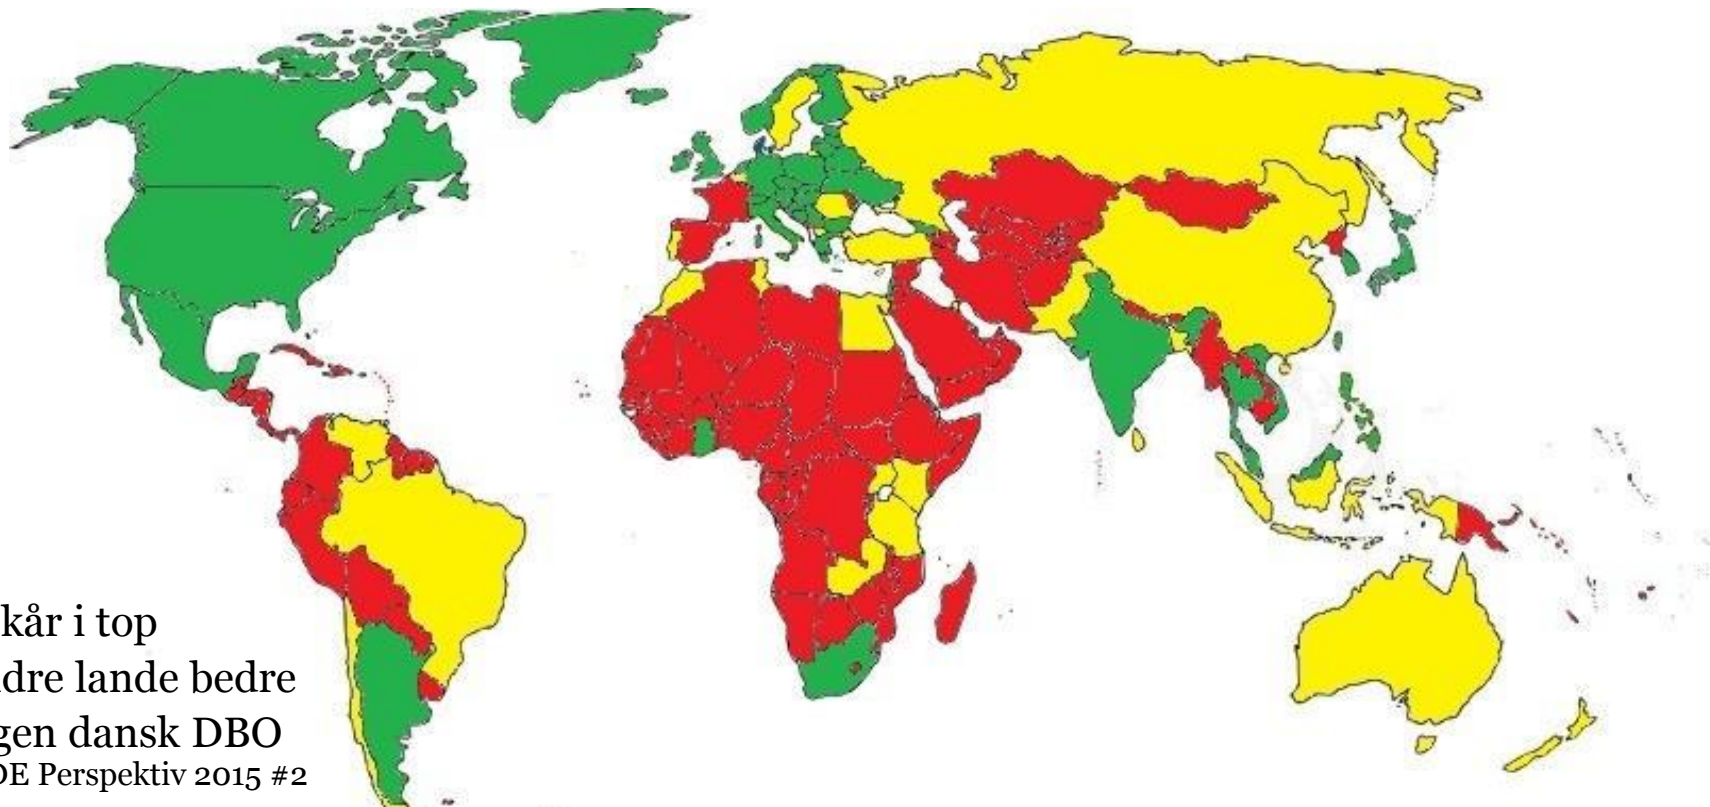 kår i top
dre lande bedre
gen dansk DBO
DE Perspektiv 2015 #2